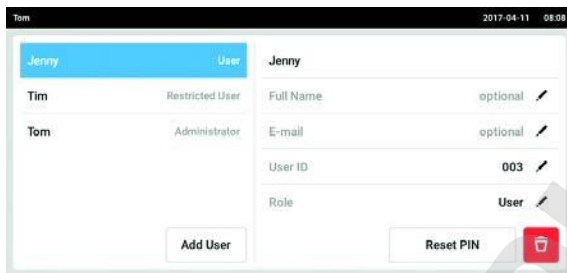 Tom 2017-04-11 08:08
Jenny User
Tim Restricted User
Tom Administrator
Add User
Jenny
Full Name optional
E-mail optional
User ID 003
Role User
Reset PIN